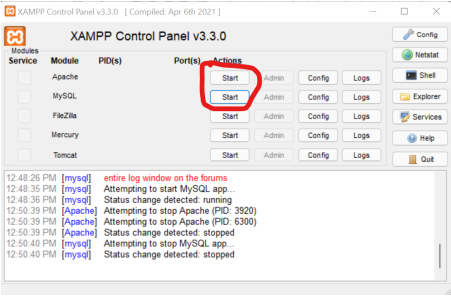 XAMPP Control Panel v3.3.0 [ Compiled: Apr 6th 2021 ]
XAMPP Control Panel v3.3.0
Config
Modules
Service Module PID(s) Port(s) Actions
Netstat
Apache Start Admin Config Logs
Shell
MySQL Start Admin Config Logs
Explorer
FileZilla Start Admin Config Logs
Services
Mercury Start Admin Config Logs
Help
Tomcat Start Admin Config Logs
Quit
12:48:26 PM [mysql] entire log window on the forums
12:48:35 PM [mysql] Attempting to start MySQL app...
12:48:36 PM [mysql] Status change detected: running
12:50:39 PM [Apache] Attempting to stop Apache (PID: 3920)
12:50:39 PM [Apache] Attempting to stop Apache (PID: 6300)
12:50:39 PM [Apache] Status change detected: stopped
12:50:40 PM [mysql] Attempting to stop MySQL app...
12:50:40 PM [mysql] Status change detected: stopped